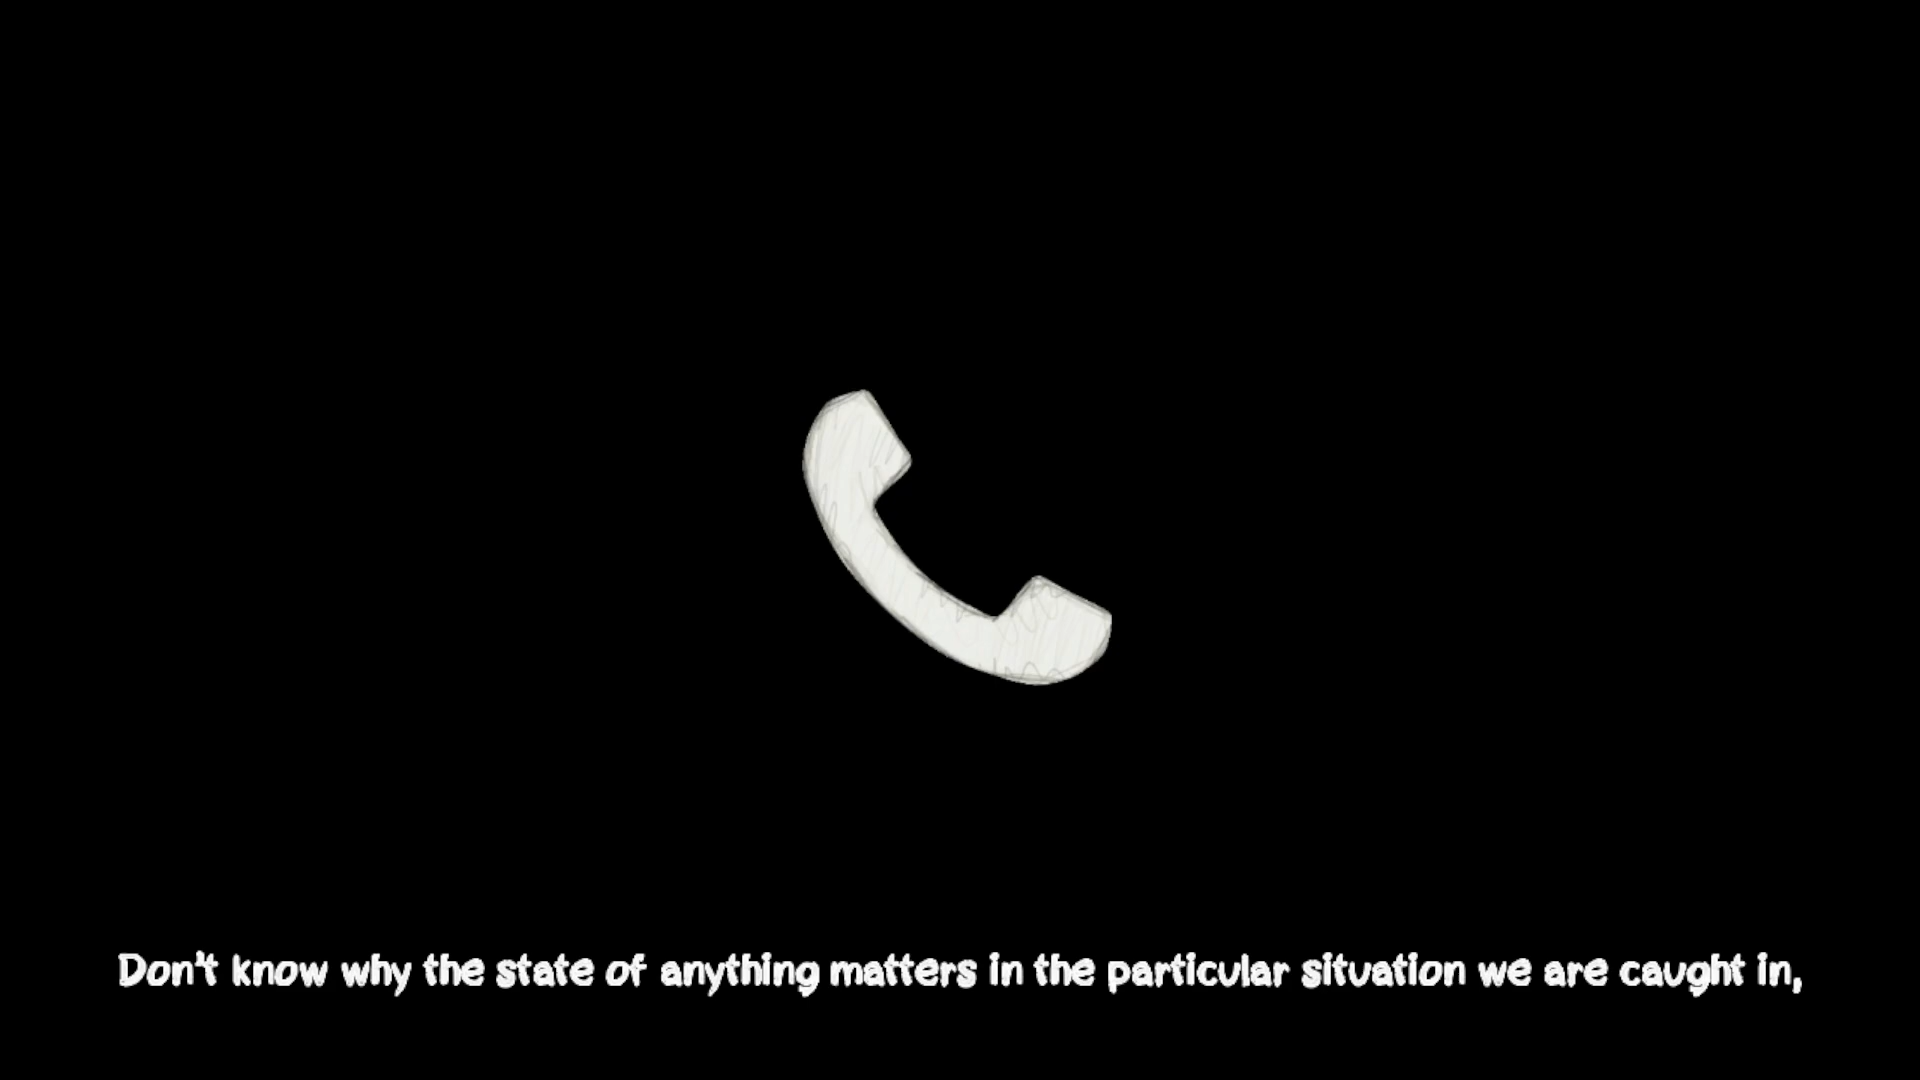 Don't know why the state of anything matters in the particular situation we are caught in,